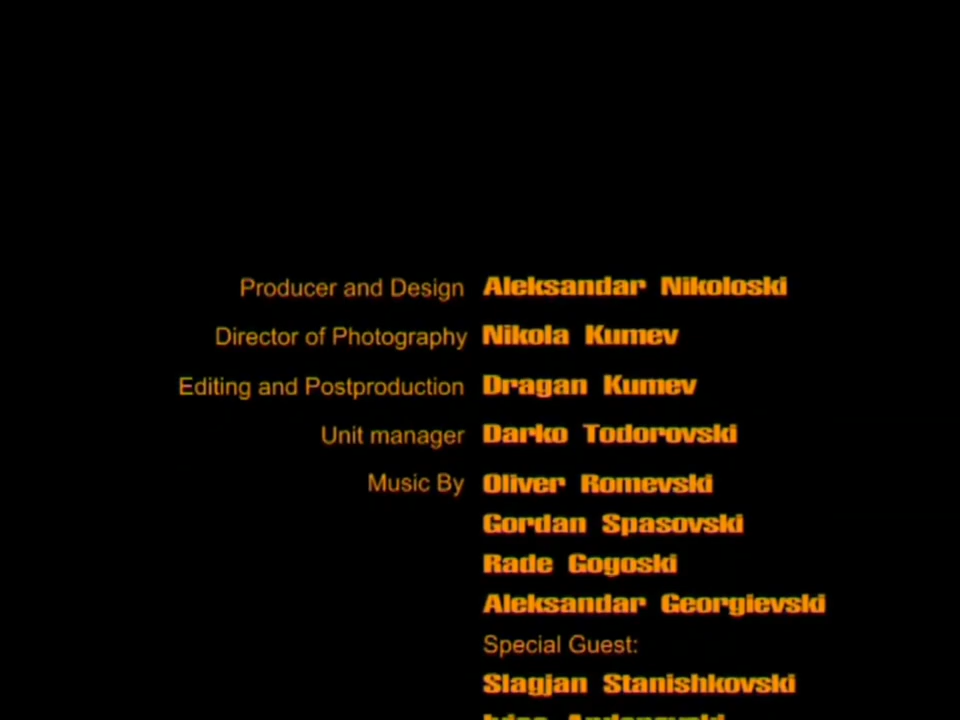 Producer and Design Aleksandar Nikoloski
Director of Photography Nikola Kumev
Editing and Postproduction Dragan Kumev
Unit manager Darko Todorovski
Music By Oliver Romevski
Gordan Spasovski
Rade Gogoski
Aleksandar Georgievski
Special Guest:
Slagjan Stanishkovski